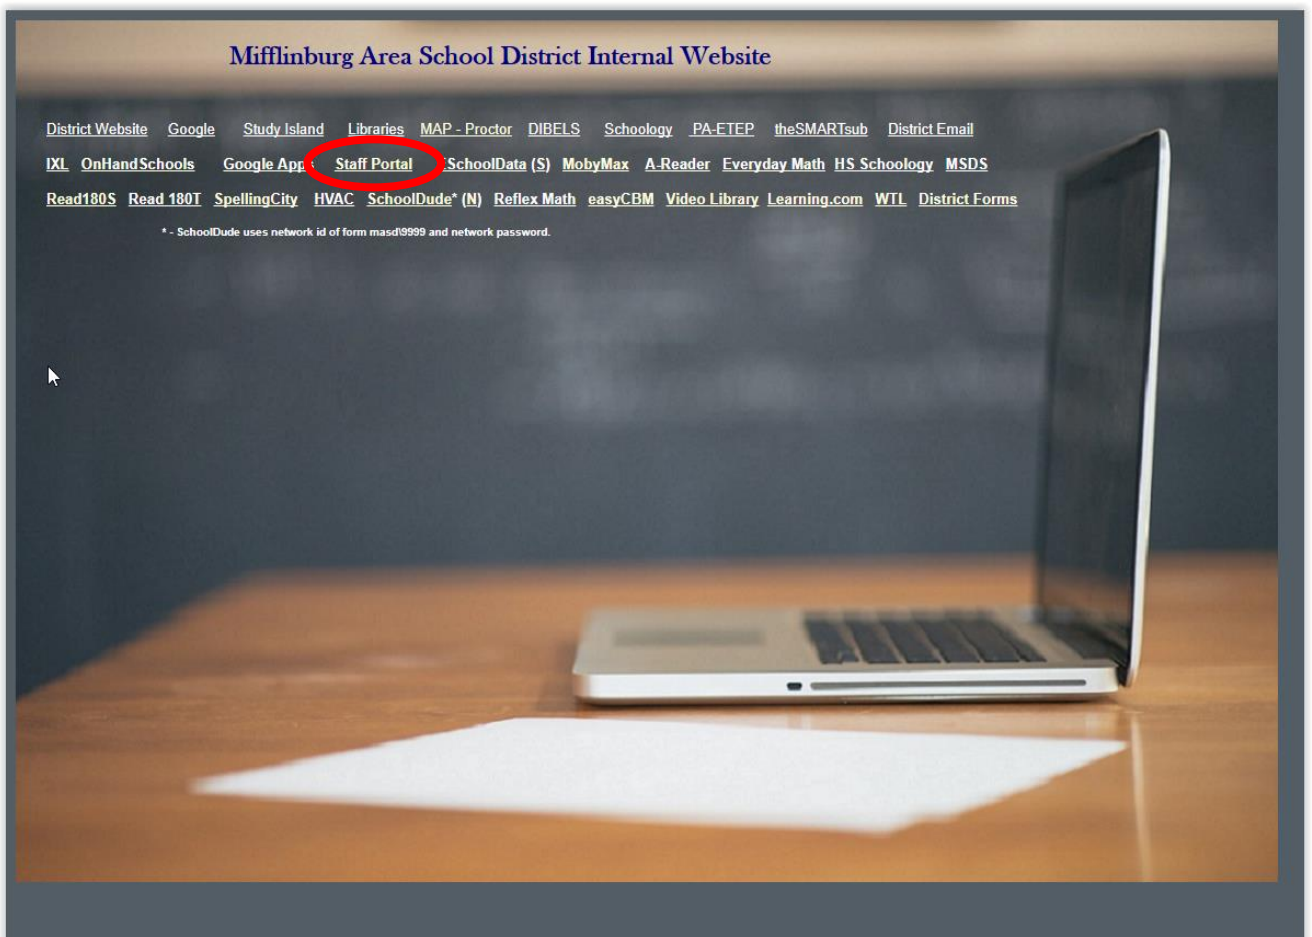 Mifflinburg Area School District Internal Website
District Website Google Study Island Libraries MAP - Proctor DIBELS Schoology PA-ETEP theSMARTsub District Email
IXL OnHandSchools Google Apps Staff Portal SchoolData (S) MobyMax A-Reader Everyday Math HS Schoology MSDS
Read180S Read 180T SpellingCity HVAC SchoolDude* (N) Reflex Math easyCBM Video Library Learning.com WTL District Forms
* - SchoolDude uses network id of form masd\9999 and network password.